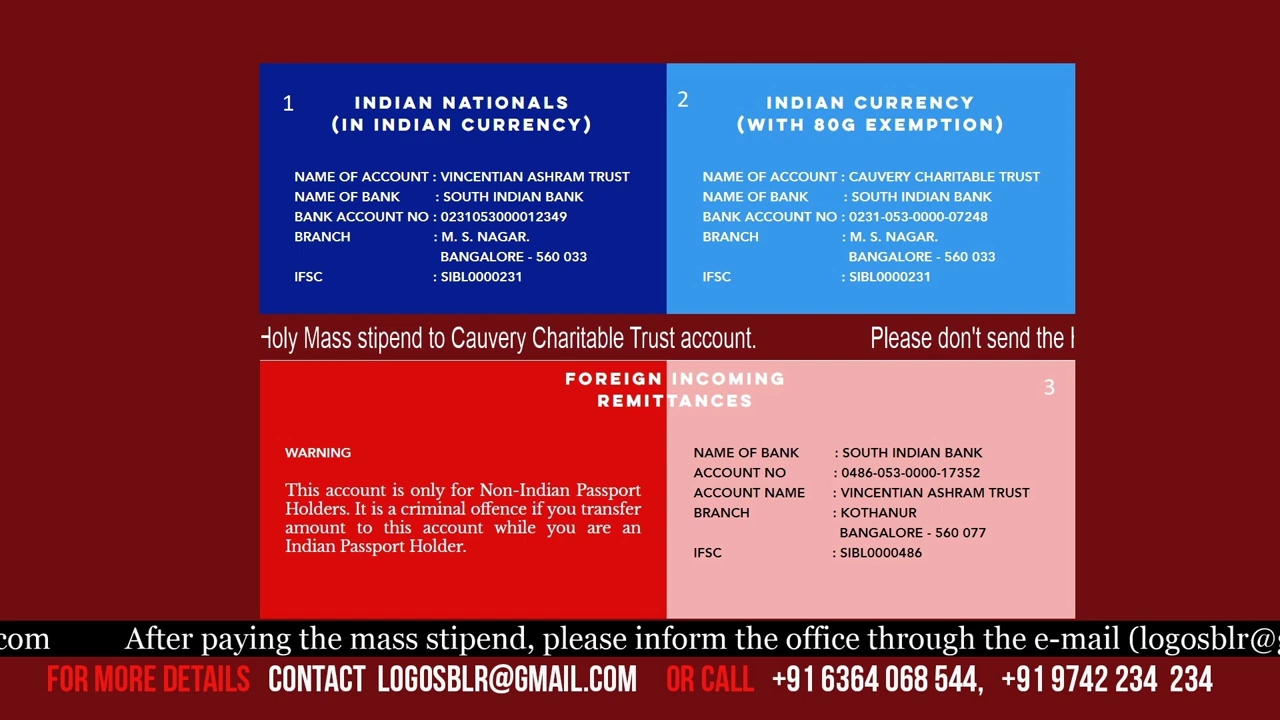 1
INDIAN NATIONALS
(IN INDIAN CURRENCY)
NAME OF ACCOUNT : VINCENTIAN ASHRAM TRUST
NAME OF BANK : SOUTH INDIAN BANK
BANK ACCOUNT NO : 0231053000012349
BRANCH : M. S. NAGAR.
BANGALORE - 560 033
IFSC : SIBL0000231
2
INDIAN CURRENCY
(WITH 80G EXEMPTION)
NAME OF ACCOUNT : CAUVERY CHARITABLE TRUST
NAME OF BANK : SOUTH INDIAN BANK
BANK ACCOUNT NO : 0231-053-0000-07248
BRANCH : M. S. NAGAR.
BANGALORE - 560 033
IFSC : SIBL0000231
Holy Mass stipend to Cauvery Charitable Trust account. Please don't send the
FOREIGN INCOMING
REMITTANCES
WARNING
This account is only for Non-Indian Passport
Holders. It is a criminal offence if you transfer
amount to this account while you are an
Indian Passport Holder.
3
NAME OF BANK : SOUTH INDIAN BANK
ACCOUNT NO : 0486-053-0000-17352
ACCOUNT NAME : VINCENTIAN ASHRAM TRUST
BRANCH : KOTHANUR
BANGALORE - 560 077
IFSC : SIBL0000486
.com After paying the mass stipend, please inform the office through the e-mail (logosblr@
FOR MORE DETAILS CONTACT LOGOSBLR@GMAIL.COM OR CALL +91 6364 068 544, +91 9742 234 234